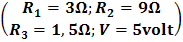 (R₁ = 3Ω; R₂ = 9Ω
R₃ = 1, 5Ω; V = 5volt)